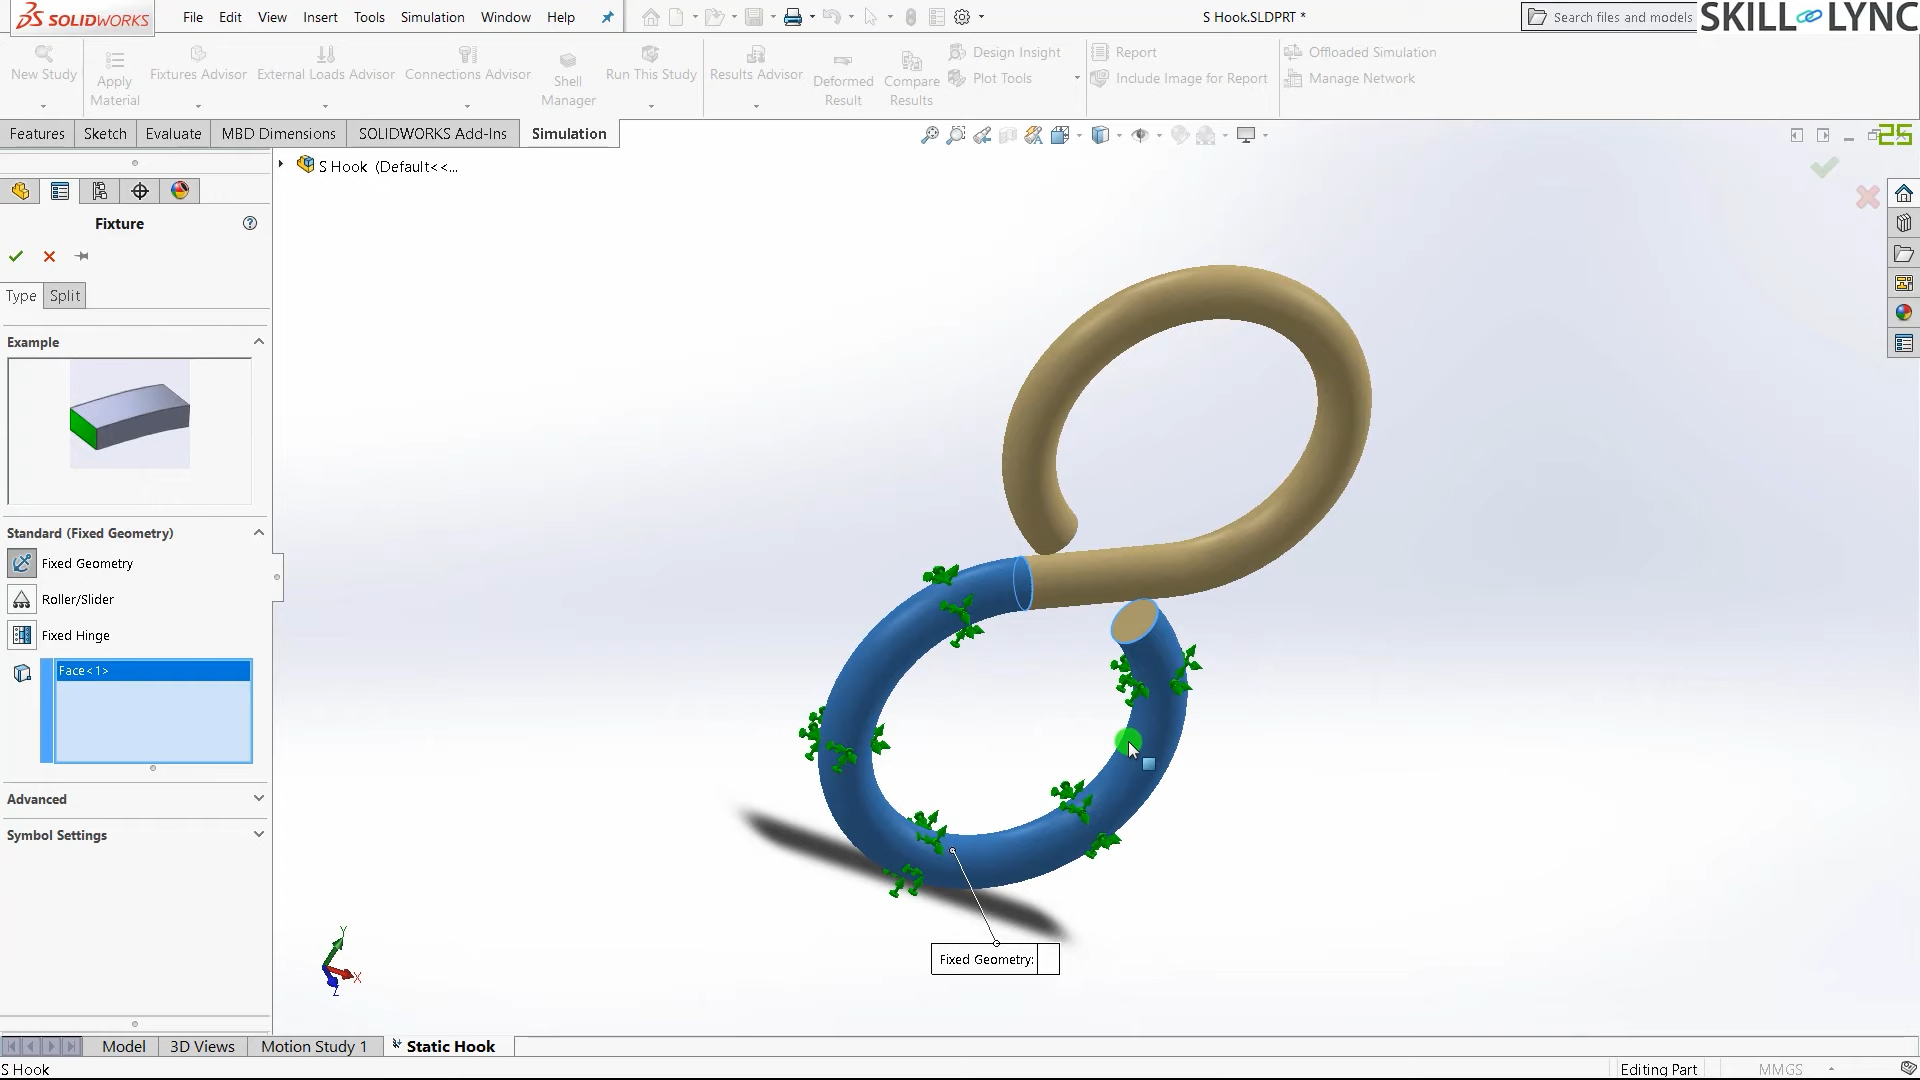 SOLIDWORKS
File Edit View Insert Tools Simulation Window Help
S Hook.SLDPRT *
Search files and models
SKILL LYNC
New Study
Apply Material
Fixtures Advisor
External Loads Advisor
Connections Advisor
Shell Manager
Run This Study
Results Advisor
Deformed Result
Compare Results
Design Insight
Plot Tools
Report
Include Image for Report
Offloaded Simulation
Manage Network
Features Sketch Evaluate MBD Dimensions SOLIDWORKS Add-Ins Simulation
25
S Hook (Default<<...
Fixture
Type Split
Example
Standard (Fixed Geometry)
Fixed Geometry
Roller/Slider
Fixed Hinge
Face<1>
Advanced
Symbol Settings
Fixed Geometry:
Y
X
Z
Model 3D Views Motion Study 1 Static Hook
S Hook
Editing Part
MMGS